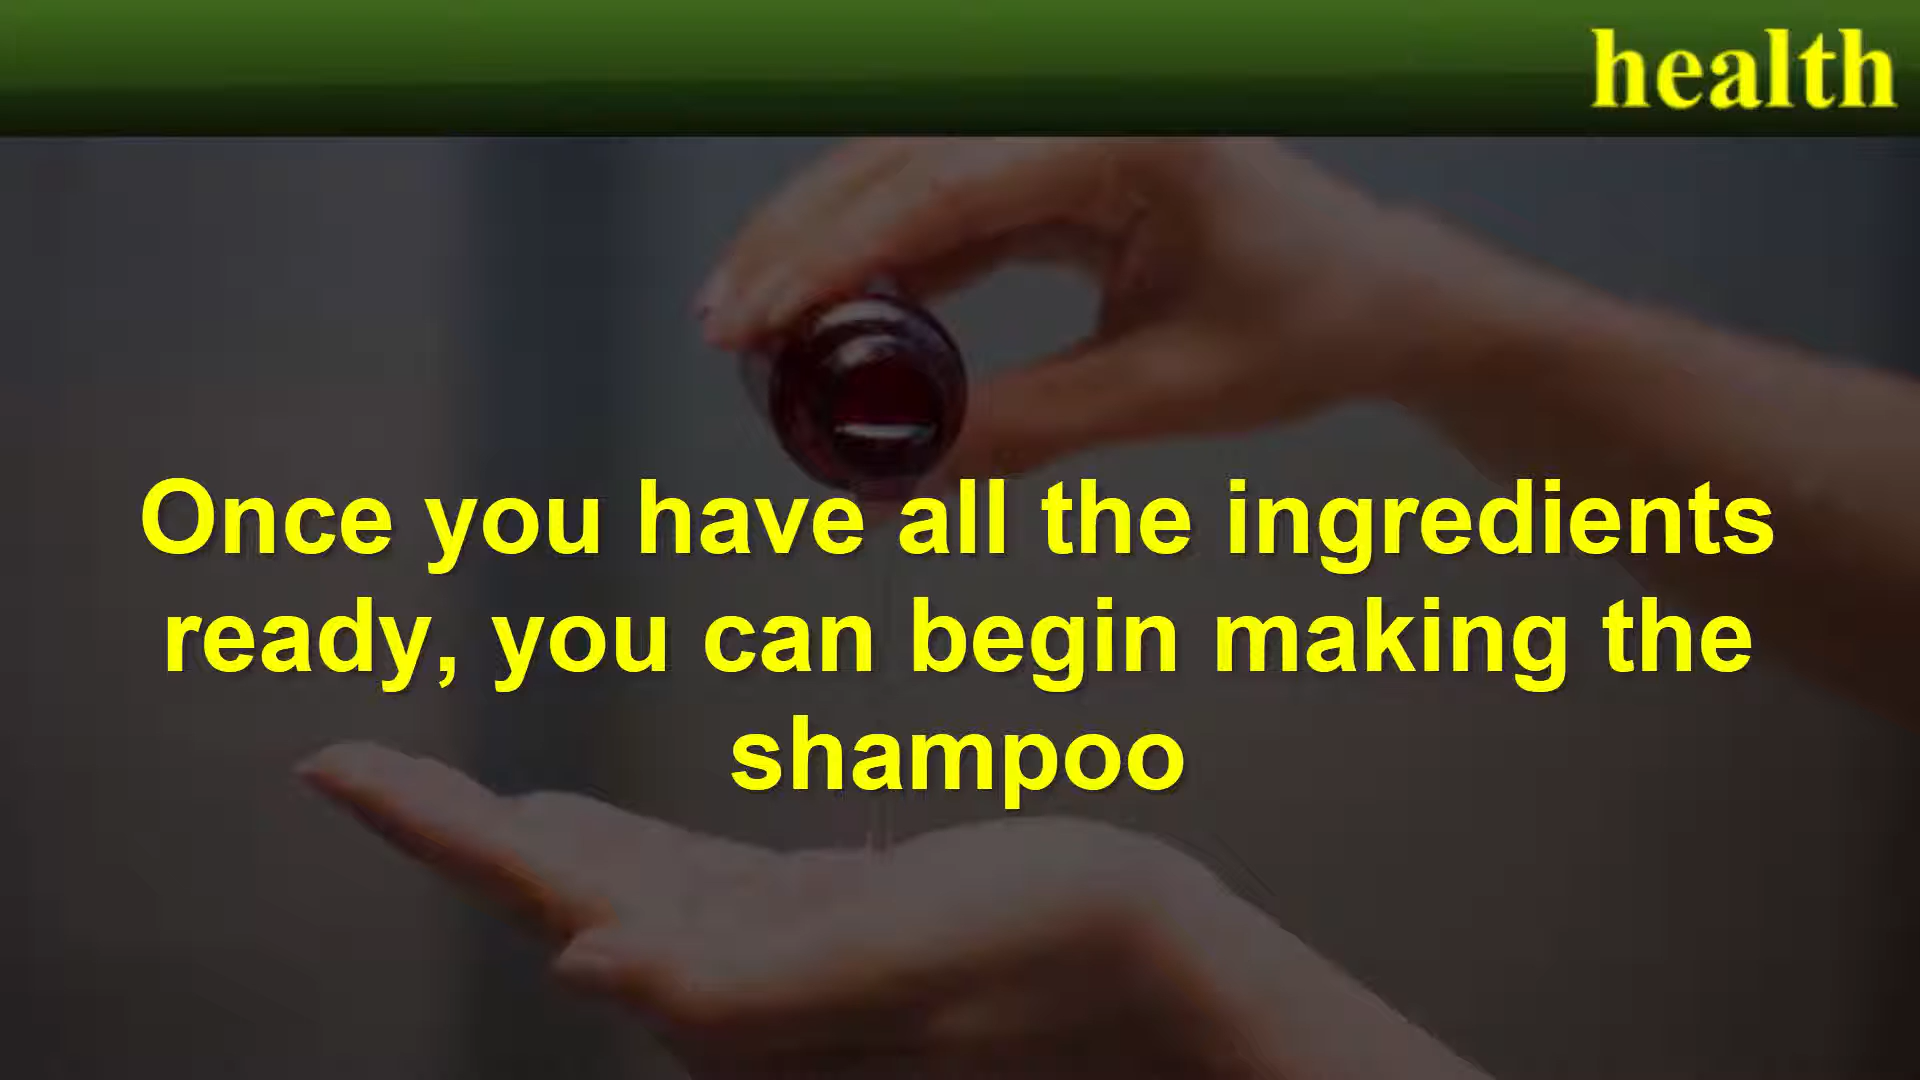 health
Once you have all the ingredients
ready, you can begin making the
shampoo